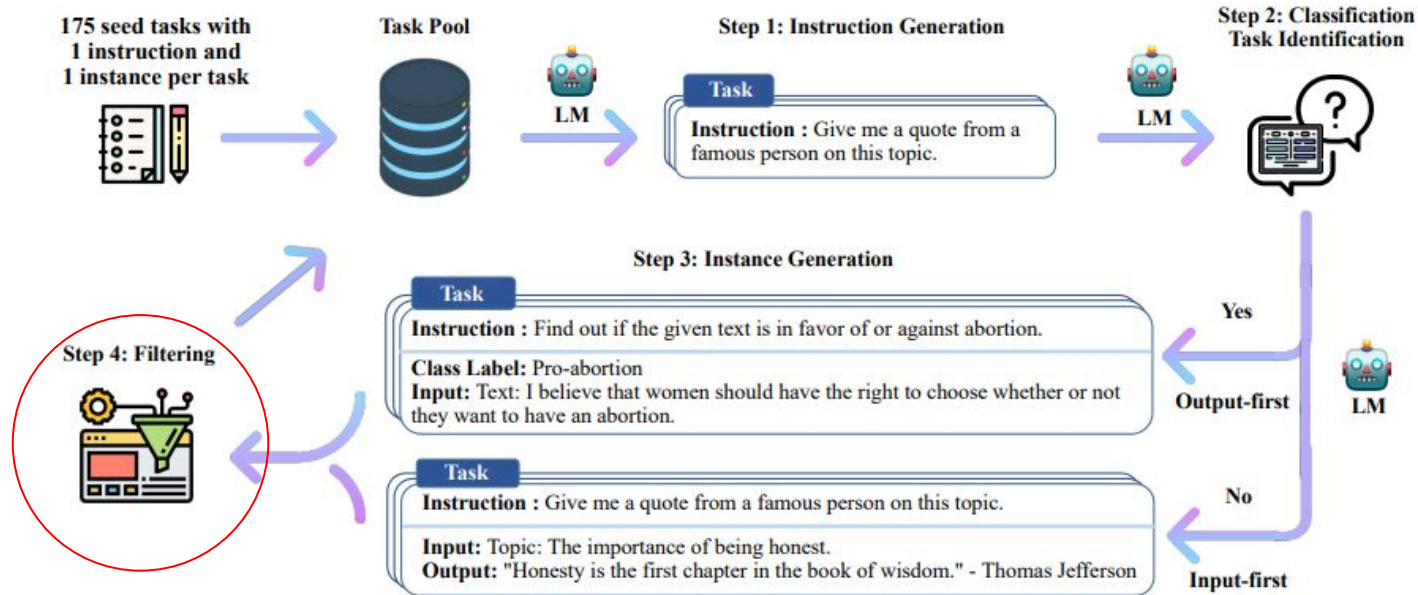 175 seed tasks with
1 instruction and
1 instance per task
Task Pool
LM
Step 1: Instruction Generation
Task
Instruction : Give me a quote from a
famous person on this topic.
LM
Step 2: Classification
Task Identification
Step 3: Instance Generation
Task
Instruction : Find out if the given text is in favor of or against abortion.
Class Label: Pro-abortion
Input: Text: I believe that women should have the right to choose whether or not
they want to have an abortion.
Yes
Output-first
LM
Task
Instruction : Give me a quote from a famous person on this topic.
Input: Topic: The importance of being honest.
Output: "Honesty is the first chapter in the book of wisdom." - Thomas Jefferson
No
Input-first
Step 4: Filtering